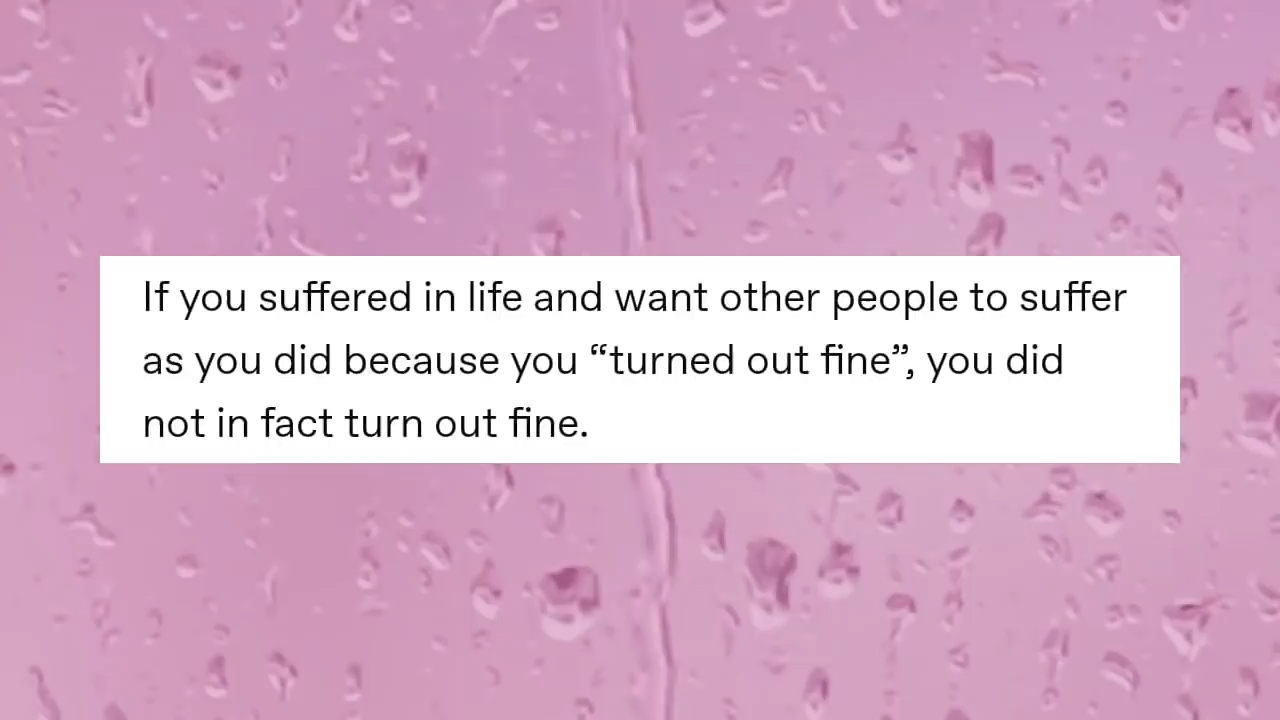 If you suffered in life and want other people to suffer
as you did because you “turned out fine”, you did
not in fact turn out fine.